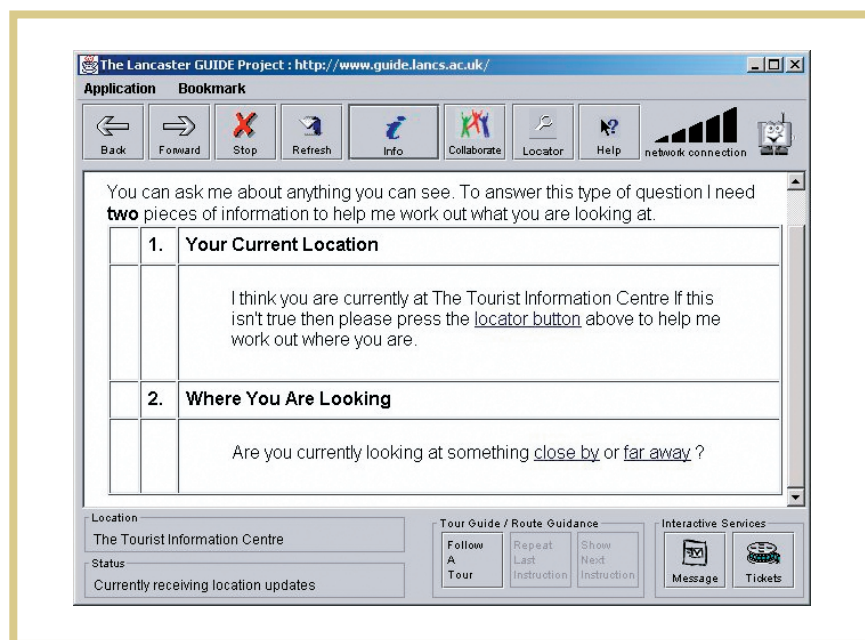 The Lancaster GUIDE Project : http://www.guide.lancs.ac.uk/
Application Bookmark
Back Forward Stop Refresh Info Collaborate Locator Help network connection
You can ask me about anything you can see. To answer this type of question I need
two pieces of information to help me work out what you are looking at.
1. Your Current Location
I think you are currently at The Tourist Information Centre If this
isn't true then please press the locator button above to help me
work out where you are.
2. Where You Are Looking
Are you currently looking at something close by or far away ?
Location
The Tourist Information Centre
Status
Currently receiving location updates
Tour Guide / Route Guidance
Follow
A
Tour
Repeat
Last
Instruction
Show
Next
Instruction
Interactive Services
Message
Tickets